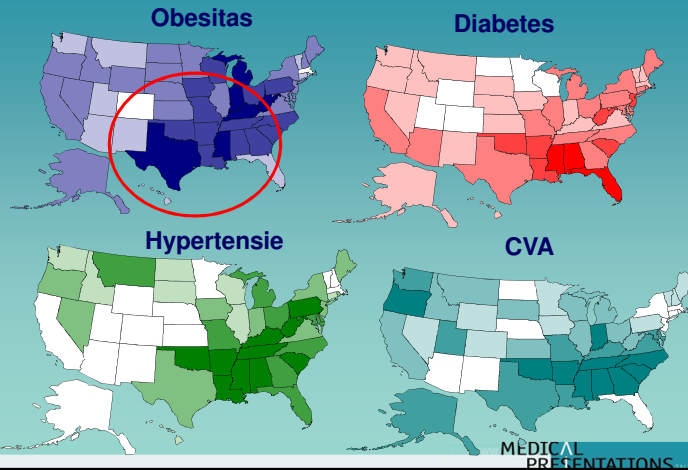 Obesitas
Diabetes
Hypertensie
CVA
MEDICAL
PRESENTATIONS